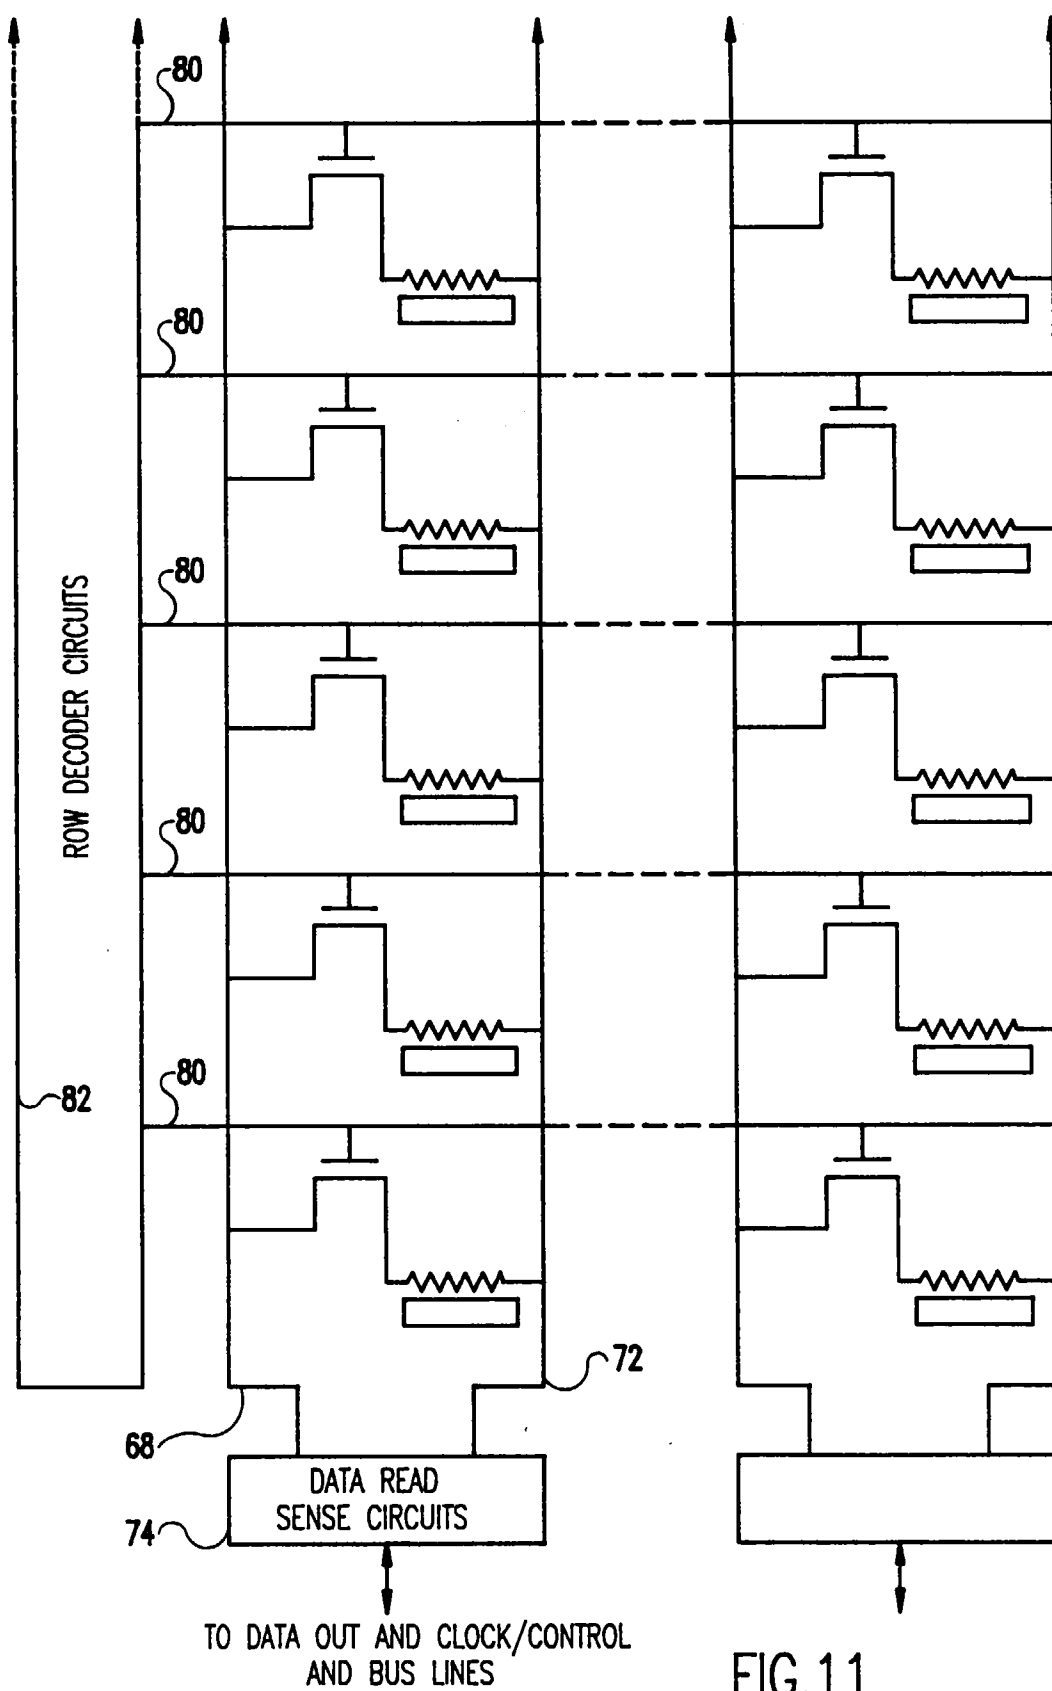 80
80
80
ROW DECODER CIRCUITS
80
80
82
72
68
DATA READ
SENSE CIRCUITS
74
TO DATA OUT AND CLOCK/CONTROL
AND BUS LINES
FIG.11